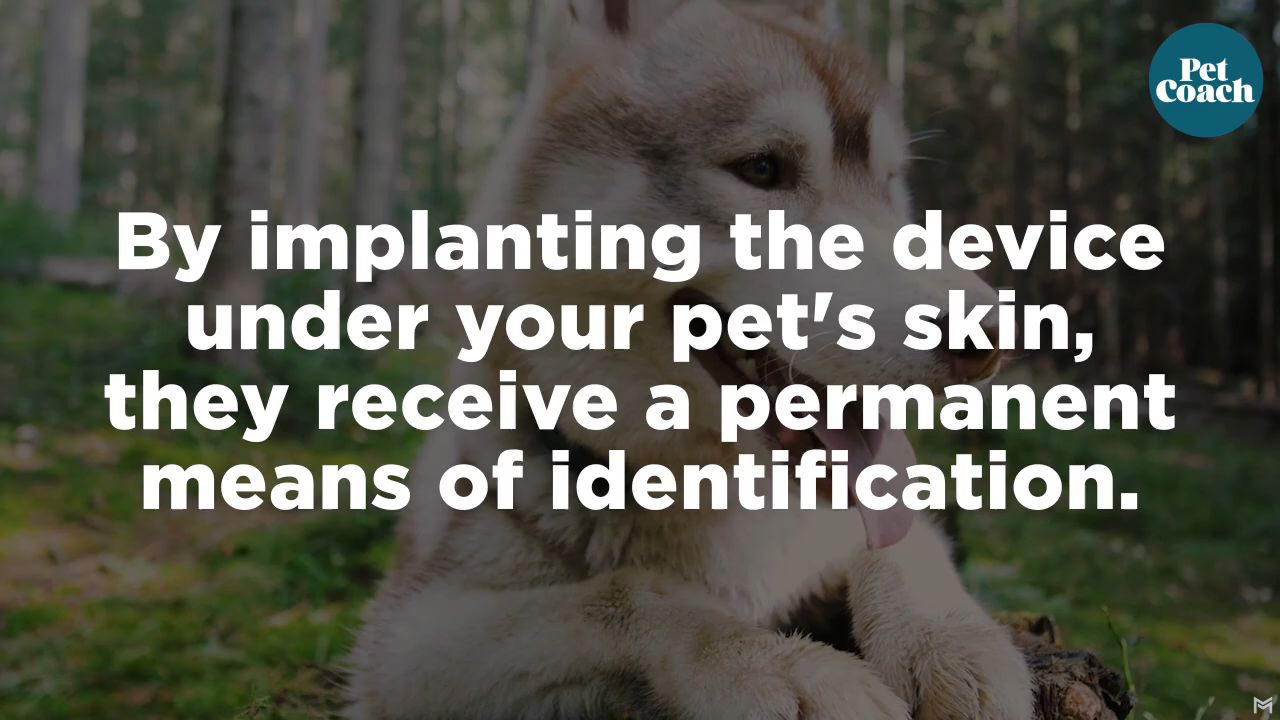 Pet
Coach
By implanting the device
under your pet's skin,
they receive a permanent
means of identification.